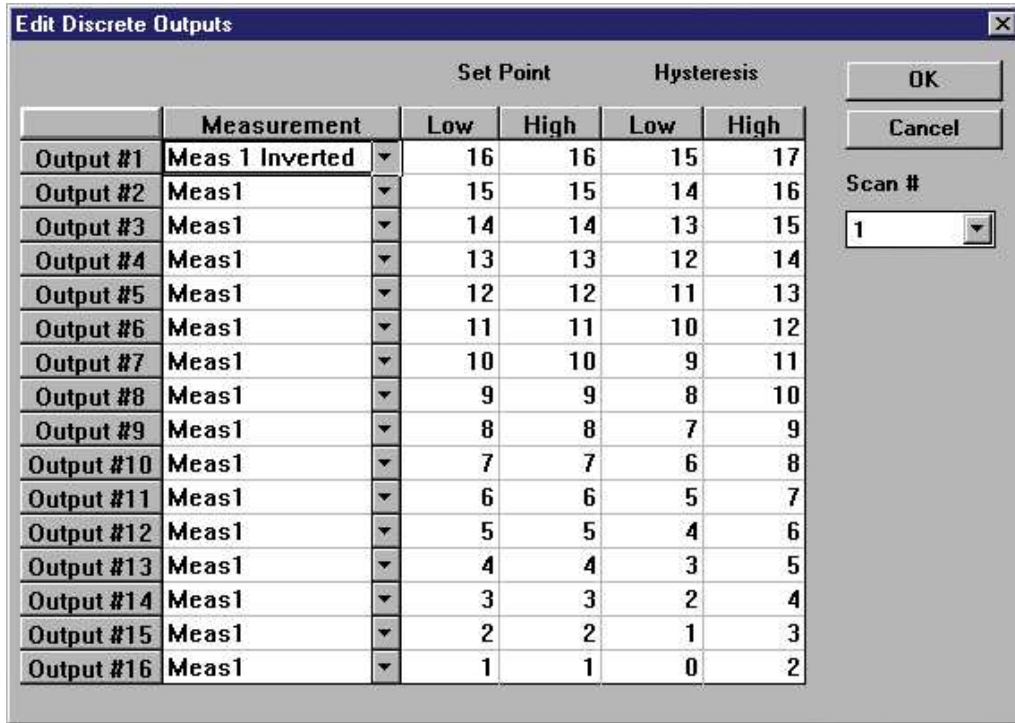 Edit Discrete Outputs
Set Point Hysteresis
OK
Measurement Low High Low High
Cancel
Output #1 Meas 1 Inverted 16 16 15 17
Output #2 Meas1 15 15 14 16
Scan #
Output #3 Meas1 14 14 13 15
1
Output #4 Meas1 13 13 12 14
Output #5 Meas1 12 12 11 13
Output #6 Meas1 11 11 10 12
Output #7 Meas1 10 10 9 11
Output #8 Meas1 9 9 8 10
Output #9 Meas1 8 8 7 9
Output #10 Meas1 7 7 6 8
Output #11 Meas1 6 6 5 7
Output #12 Meas1 5 5 4 6
Output #13 Meas1 4 4 3 5
Output #14 Meas1 3 3 2 4
Output #15 Meas1 2 2 1 3
Output #16 Meas1 1 1 0 2